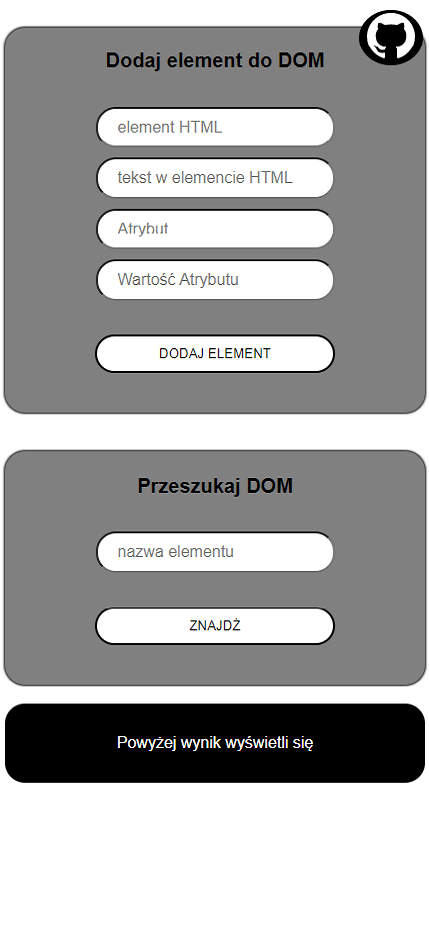 Dodaj element do DOM
element HTML
tekst w elemencie HTML
Atrybut
Wartość Atrybutu
DODAJ ELEMENT
Przeszukaj DOM
nazwa elementu
ZNAJDŹ
Powyżej wynik wyświetli się